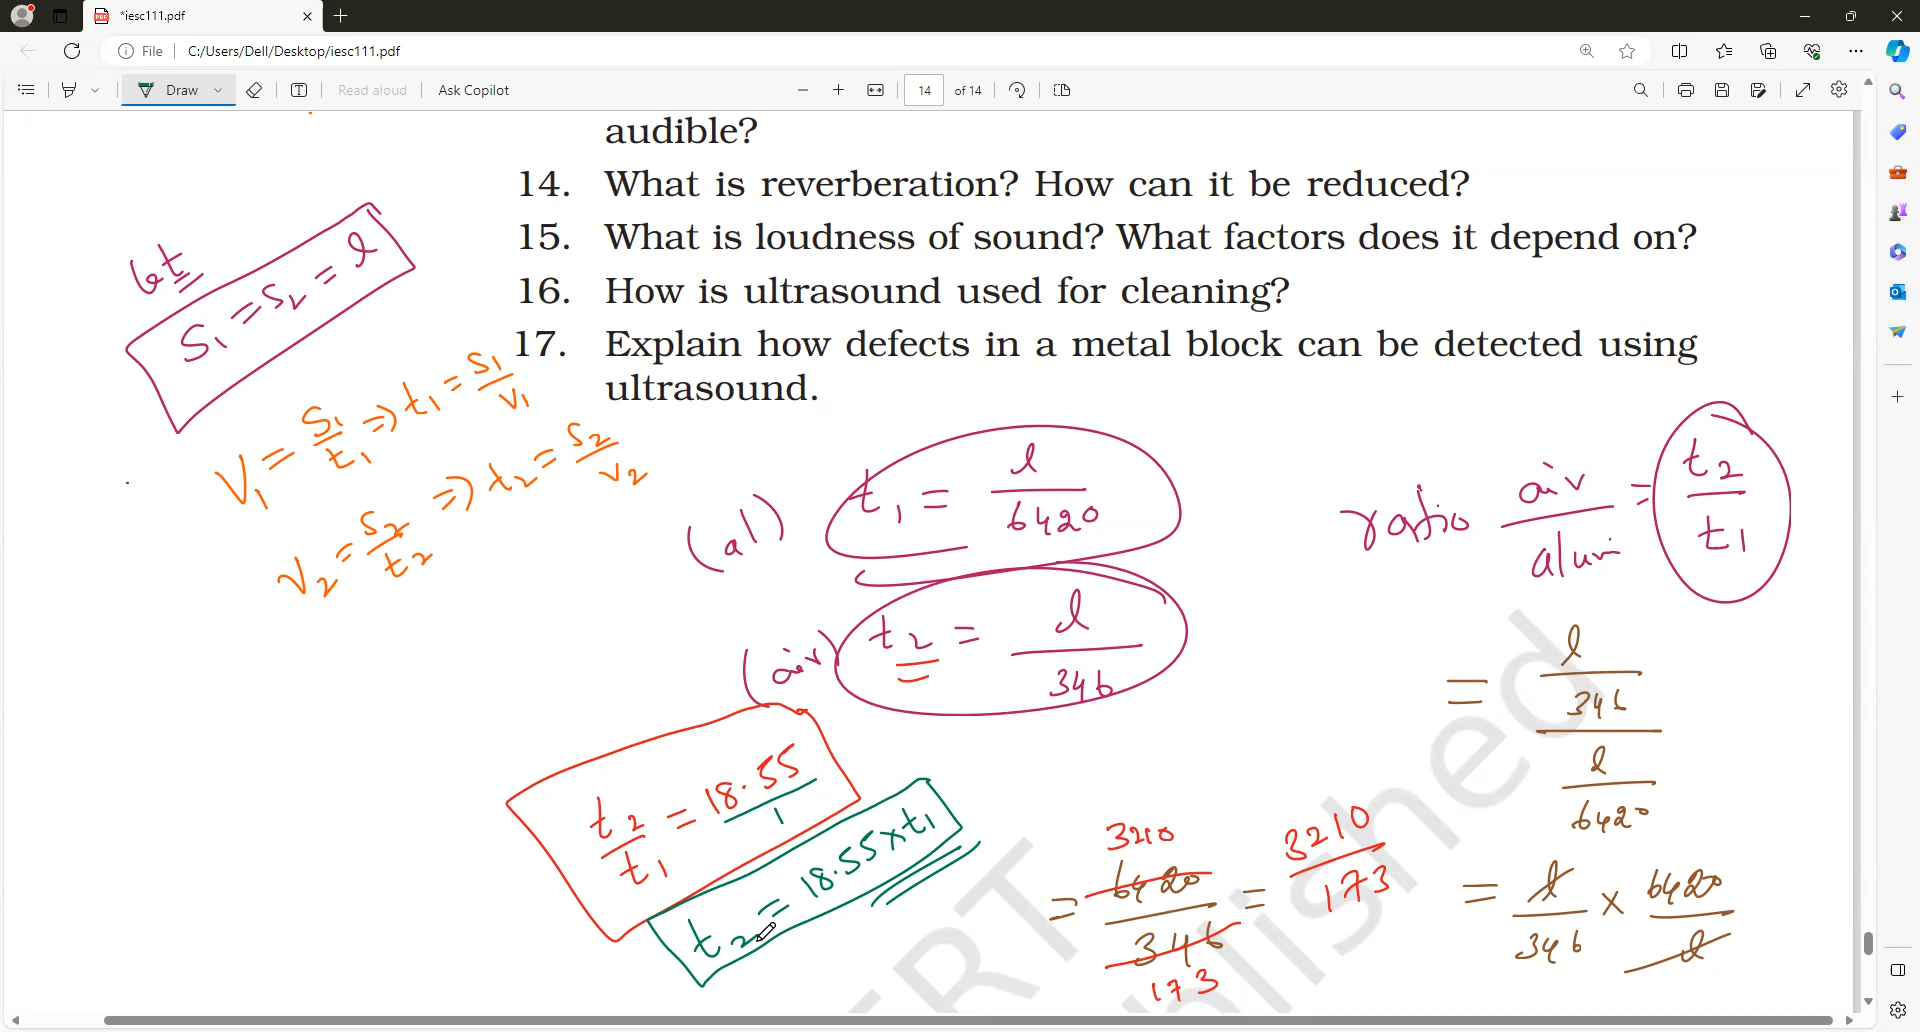 *iesc111.pdf
File
C:/Users/Dell/Desktop/iesc111.pdf
Draw
Read aloud
Ask Copilot
14 of 14
audible?
14. What is reverberation? How can it be reduced?
15. What is loudness of sound? What factors does it depend on?
16. How is ultrasound used for cleaning?
17. Explain how defects in a metal block can be detected using
ultrasound.
let
S1 = S2 = l
V1 = S1/t1 => t1 = S1/V1
V2 = S2/t2 => t2 = S2/V2
(al) t1 = l/6420
(air) t2 = l/346
ratio air/alum = t2/t1
= l/346 / l/6420
= l/346 × 6420/l
= 6420/346 = 3210/173
3210
173
t2/t1 = 18.55/1
t2 = 18.55 × t1
ERT
blished